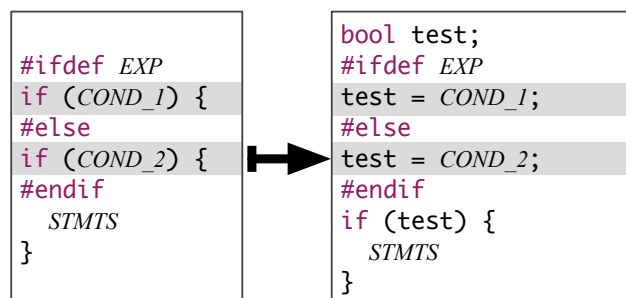 #ifdef EXP
if (COND_1) {
#else
if (COND_2) {
#endif
STMTS
}
bool test;
#ifdef EXP
test = COND_1;
#else
test = COND_2;
#endif
if (test) {
STMTS
}